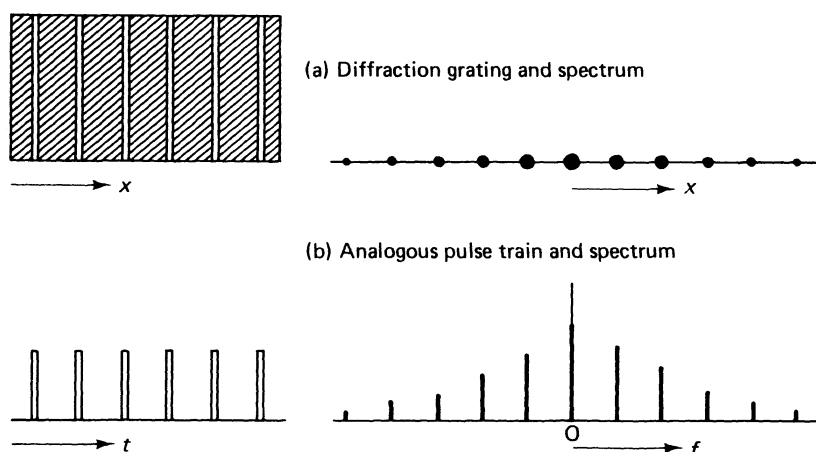 (a) Diffraction grating and spectrum
x
x
(b) Analogous pulse train and spectrum
t
0
f